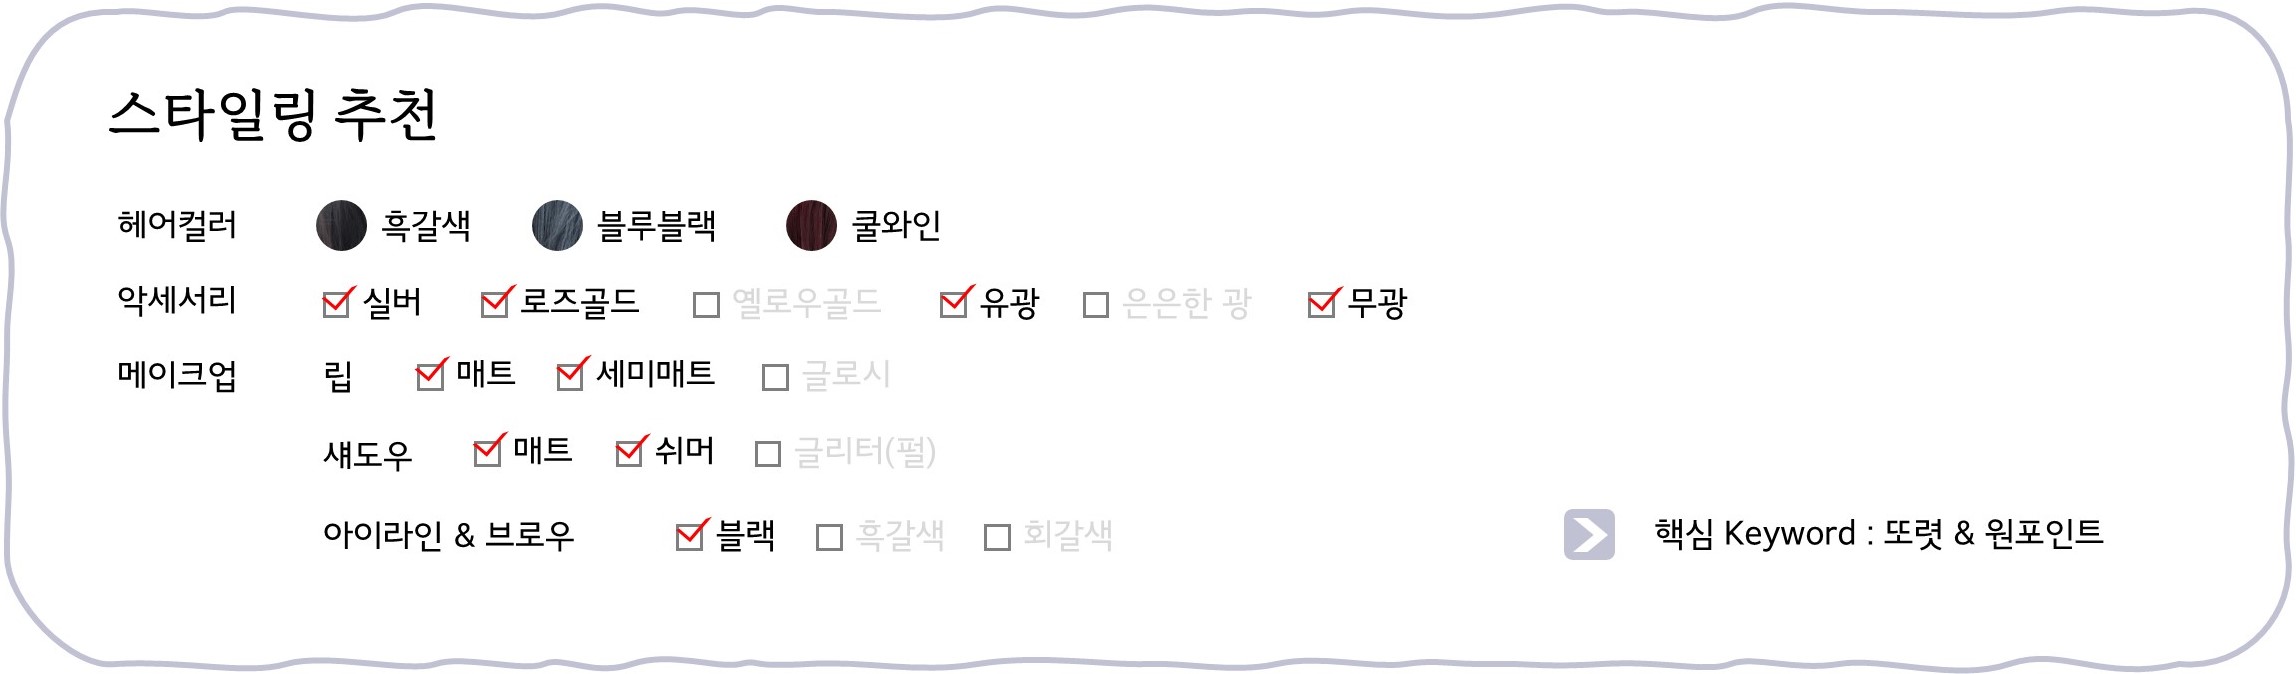 스타일링 추천
헤어컬러 흑갈색 블루블랙 쿨와인
악세서리 실버 로즈골드 옐로우골드 유광 은은한 광 무광
메이크업 립 매트 세미매트 글로시
섀도우 매트 쉬머 글리터(펄)
아이라인 & 브로우 블랙 흑갈색 회갈색
핵심 Keyword : 또렷 & 원포인트